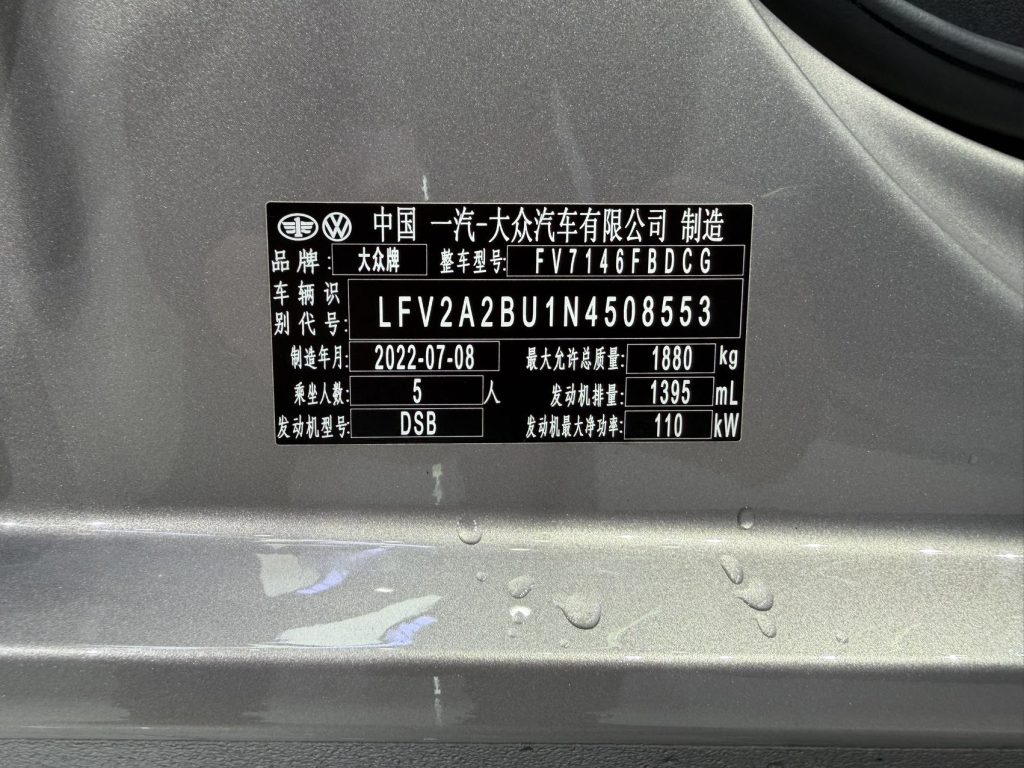 中国 一汽-大众汽车有限公司 制造
品牌: 大众牌 整车型号: FV7146FBDCG
车辆识别代号: LFV2A2BU1N4508553
制造年月: 2022-07-08 最大允许总质量: 1880 kg
乘坐人数: 5 人 发动机排量: 1395 mL
发动机型号: DSB 发动机最大净功率: 110 kW